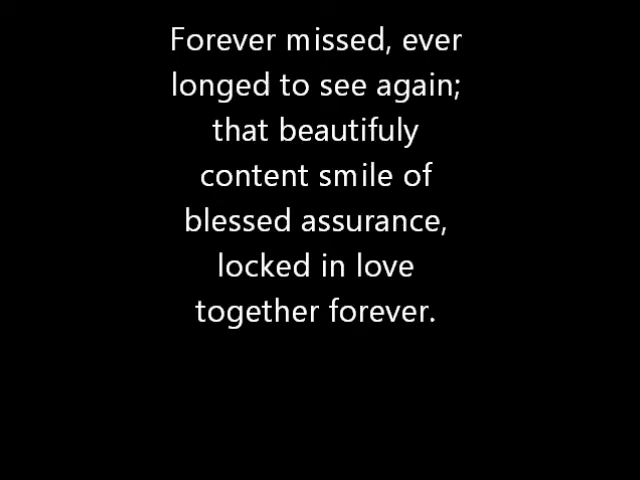 Forever missed, ever
longed to see again;
that beautifuly
content smile of
blessed assurance,
locked in love
together forever.